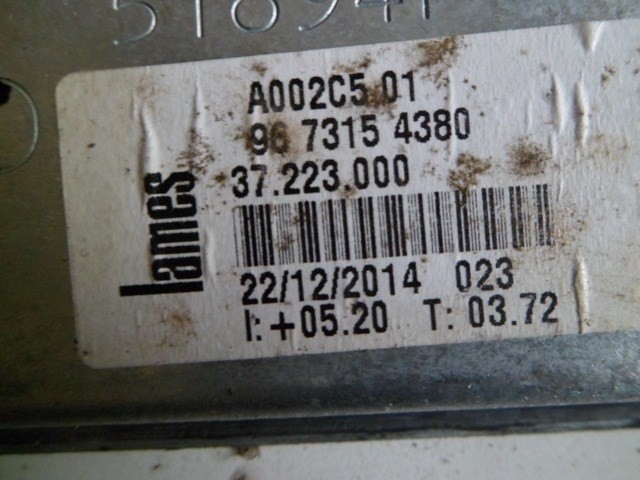 A002C5 01
96 7315 4380
37.223.000
Lames
22/12/2014 023
I: +05.20 T: 03.72